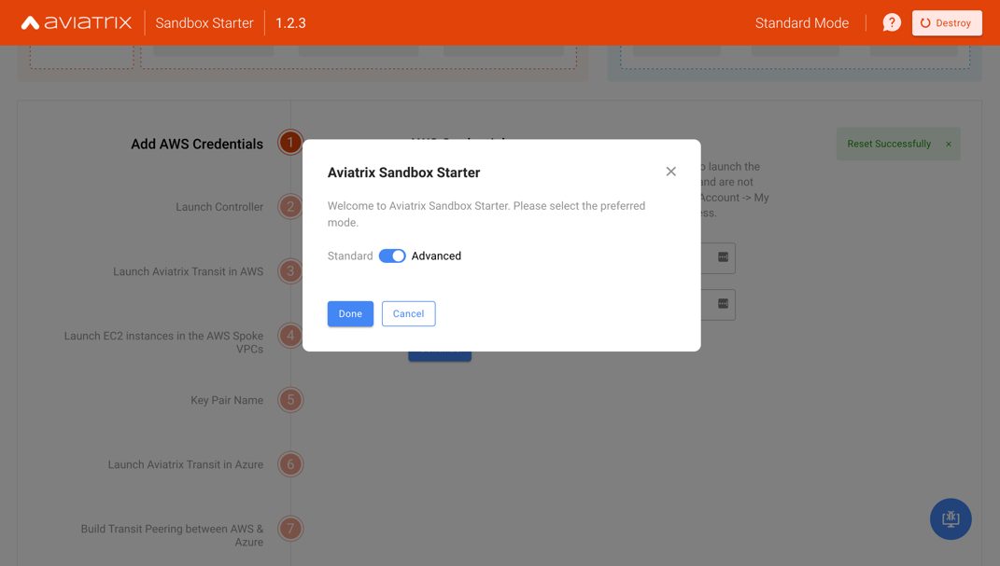 aviatrix
Sandbox Starter
1.2.3
Standard Mode
?
Destroy
Add AWS Credentials
1
Reset Successfully ×
Launch Controller
2
Launch Aviatrix Transit in AWS
3
Launch EC2 instances in the AWS Spoke
VPCs
4
Key Pair Name
5
Launch Aviatrix Transit in Azure
6
Build Transit Peering between AWS &
Azure
7
launch the
and are not
Account -> My
Aviatrix Sandbox Starter
Welcome to Aviatrix Sandbox Starter. Please select the preferred
mode.
Standard
Advanced
Done
Cancel